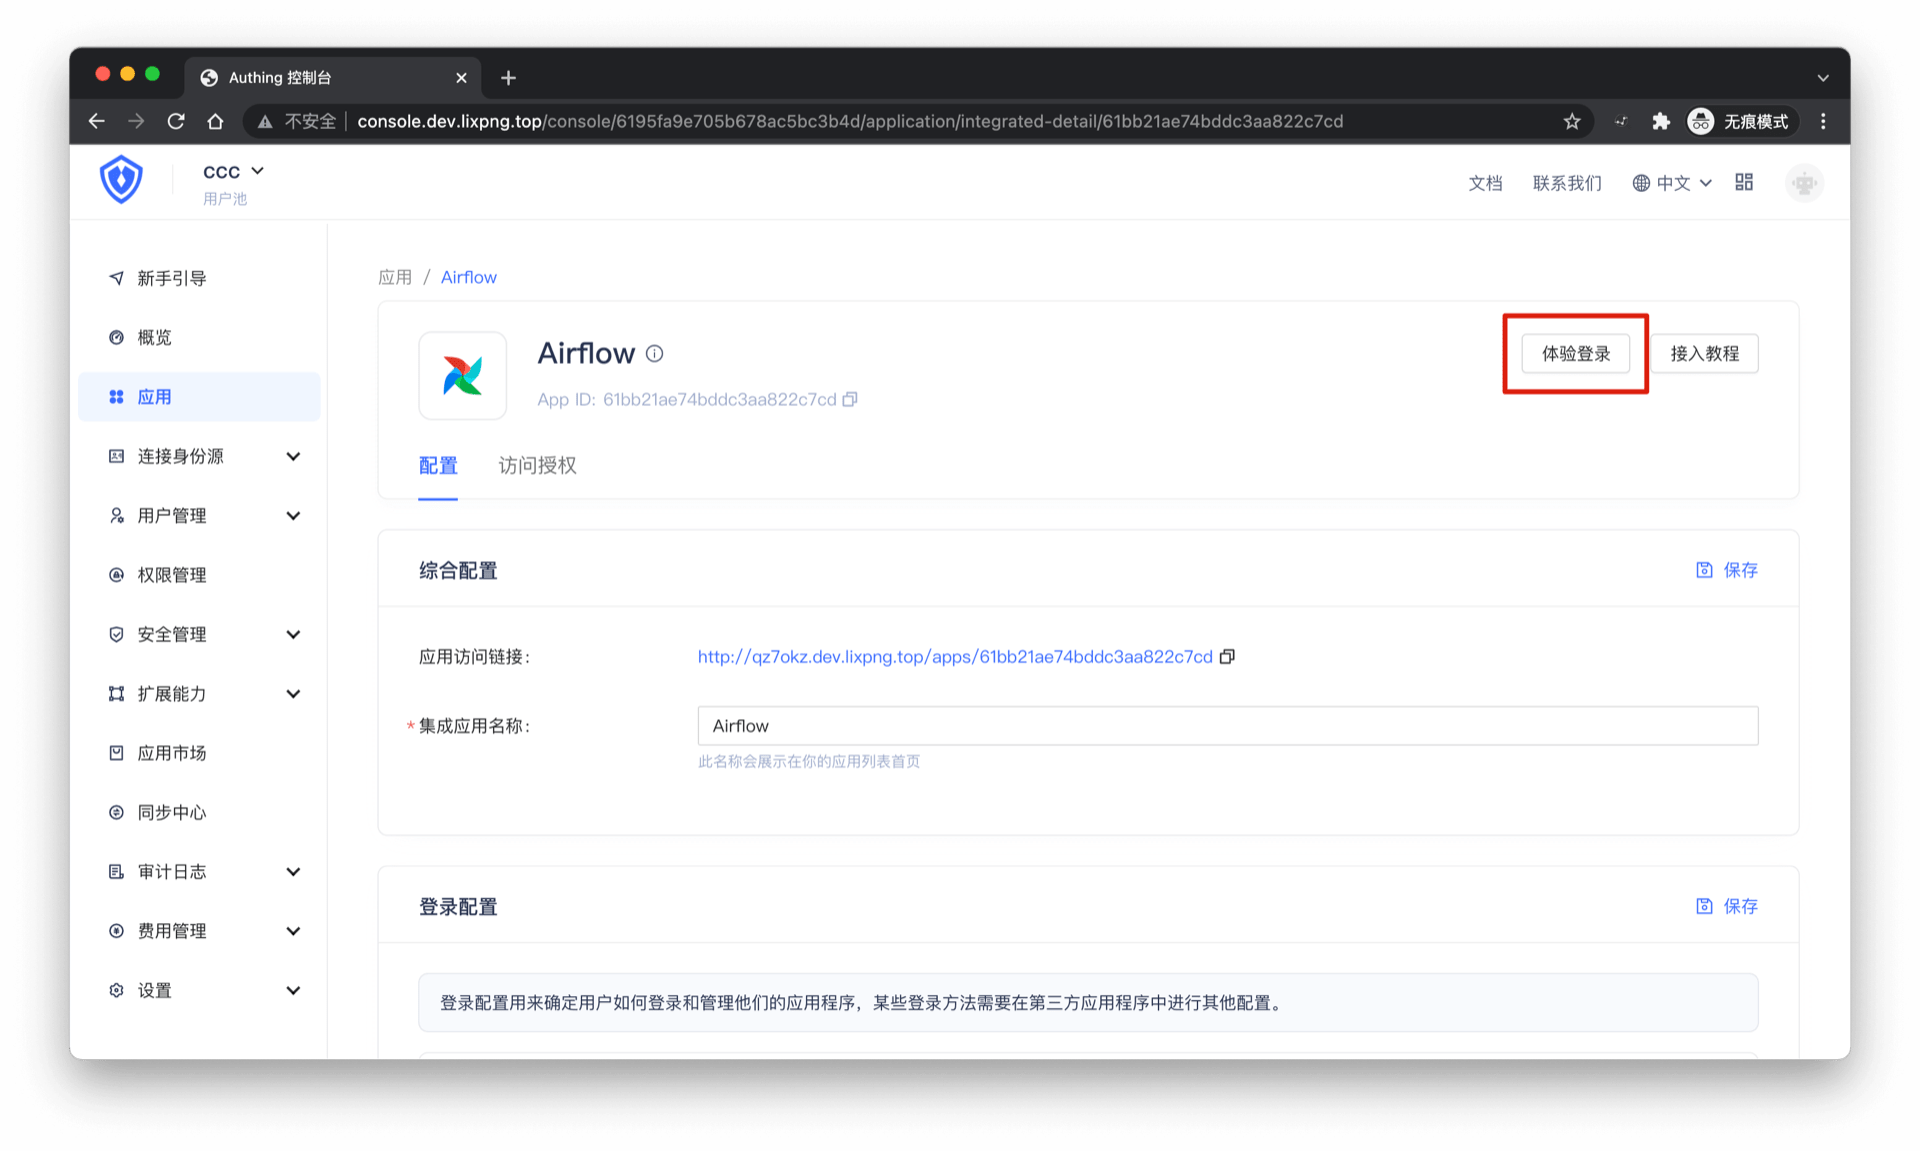 Authing 控制台
不安全 console.dev.lixpng.top/console/6195fa9e705b678ac5bc3b4d/application/integrated-detail/61bb21ae74bddc3aa822c7cd 无痕模式
CCC
用户池
文档 联系我们 中文
新手引导
概览
应用
连接身份源
用户管理
权限管理
安全管理
扩展能力
应用市场
同步中心
审计日志
费用管理
设置
应用 / Airflow
Airflow
App ID: 61bb21ae74bddc3aa822c7cd
体验登录 接入教程
配置 访问授权
综合配置 保存
应用访问链接: http://qz7okz.dev.lixpng.top/apps/61bb21ae74bddc3aa822c7cd
* 集成应用名称: Airflow
此名称会展示在你的应用列表首页
登录配置 保存
登录配置用来确定用户如何登录和管理他们的应用程序，某些登录方法需要在第三方应用程序中进行其他配置。